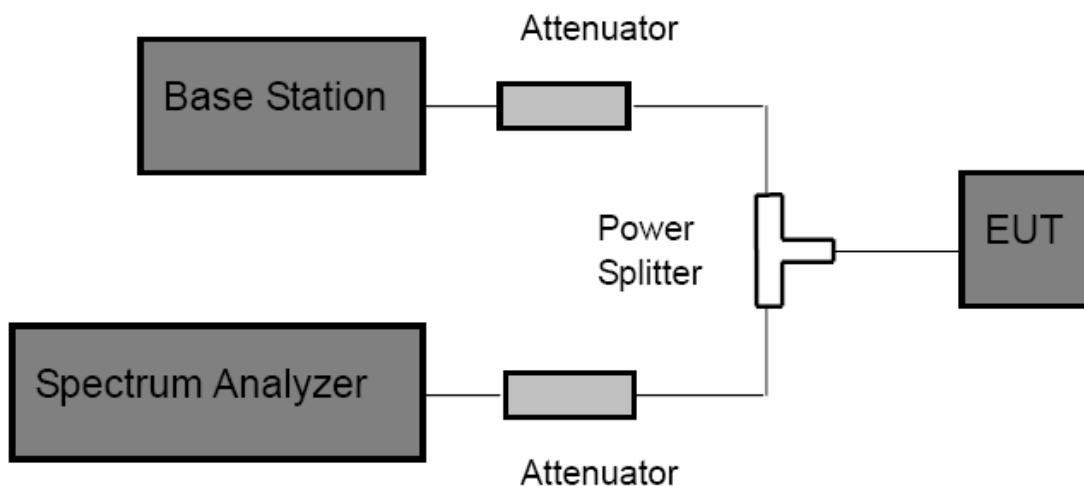 Attenuator
Base Station
Power
Splitter
EUT
Spectrum Analyzer
Attenuator